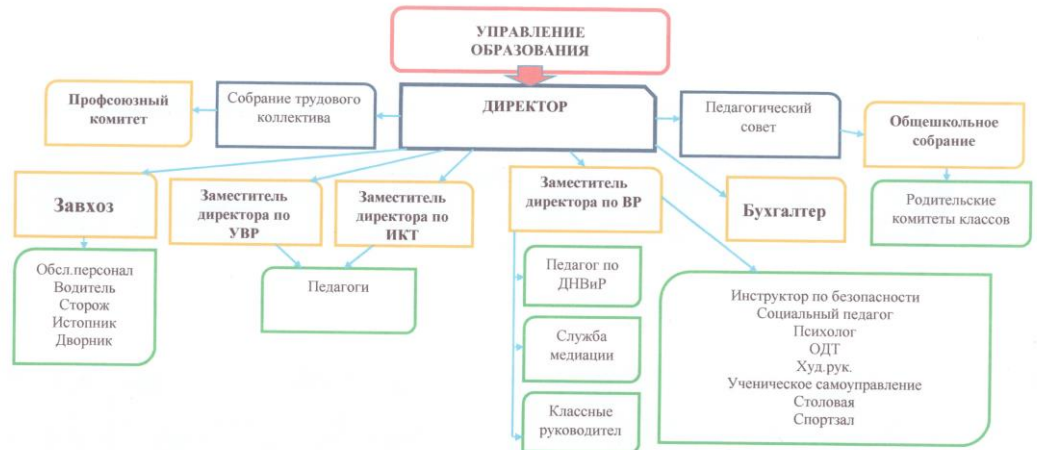 УПРАВЛЕНИЕ
ОБРАЗОВАНИЯ
Профсоюзный
комитет
Собрание трудового
коллектива
ДИРЕКТОР
Педагогический
совет
Общешкольное
собрание
Завхоз
Заместитель
директора по
УВР
Заместитель
директора по
ИКТ
Заместитель
директора по ВР
Бухгалтер
Родительские
комитеты классов
Обсл.персонал
Водитель
Сторож
Истопник
Дворник
Педагоги
Педагог по
ДНВиР
Служба
медиации
Классные
руководител
Инструктор по безопасности
Социальный педагог
Психолог
ОДТ
Худ.рук.
Ученическое самоуправление
Столовая
Спортзал